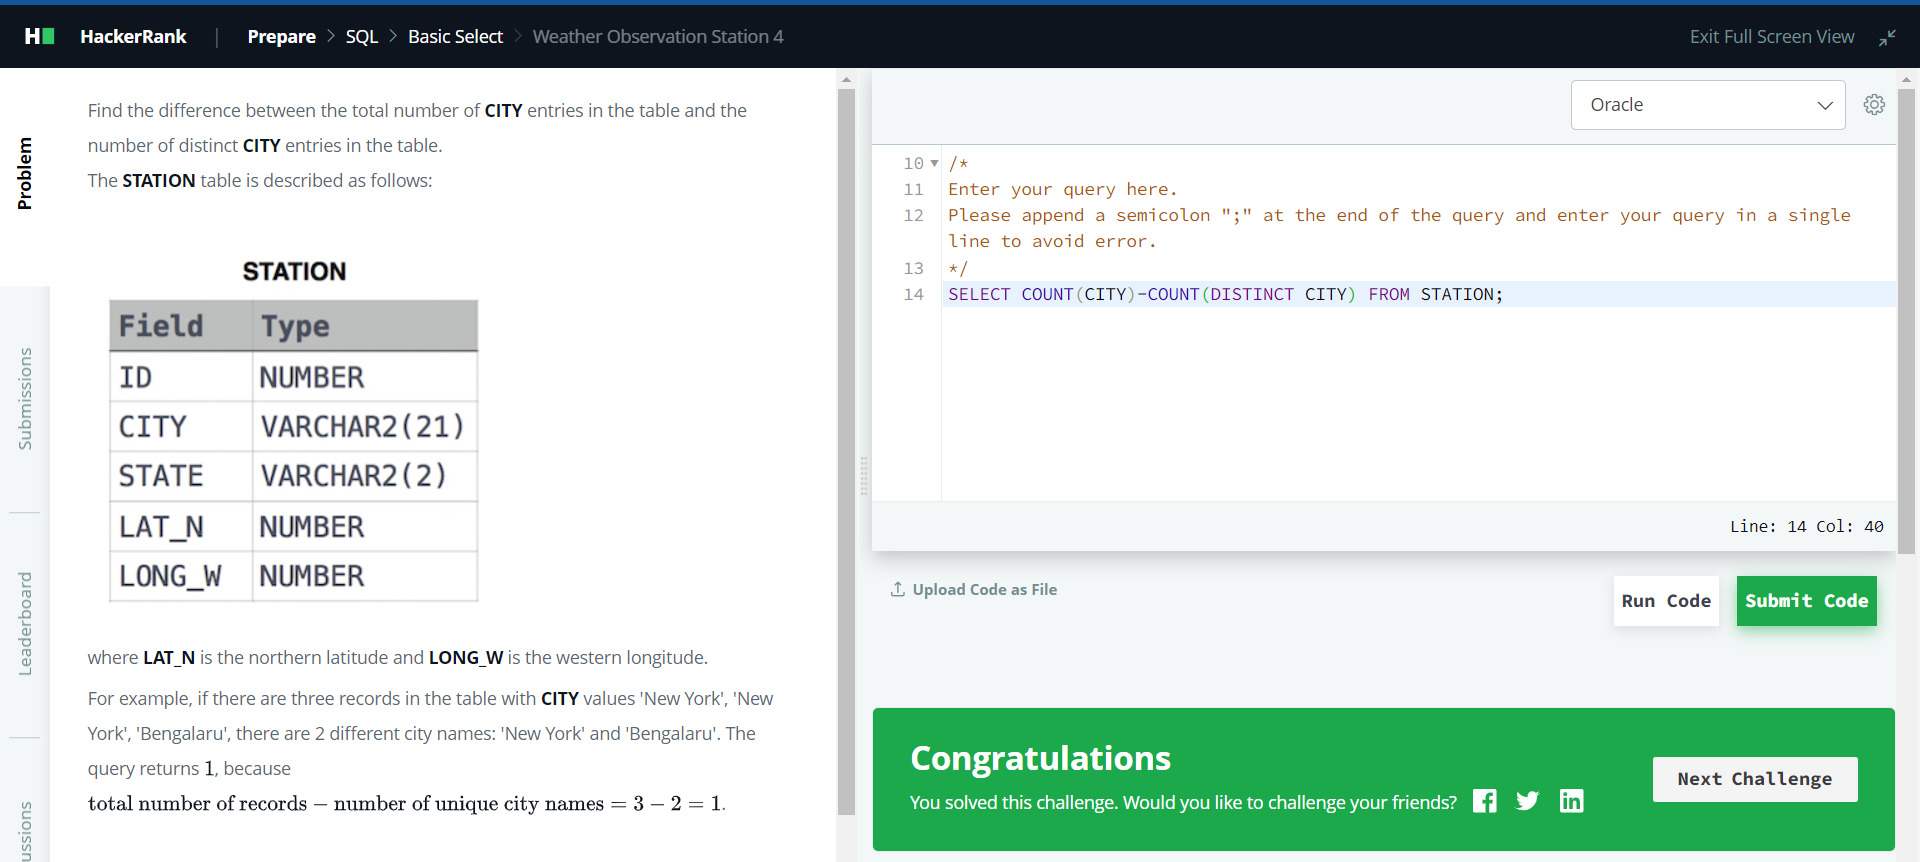 H
HackerRank | Prepare > SQL > Basic Select > Weather Observation Station 4
Exit Full Screen View
Problem
Submissions
Leaderboard
ussions
Find the difference between the total number of CITY entries in the table and the
number of distinct CITY entries in the table.
The STATION table is described as follows:
STATION
Field Type
ID NUMBER
CITY VARCHAR2(21)
STATE VARCHAR2(2)
LAT_N NUMBER
LONG_W NUMBER
where LAT_N is the northern latitude and LONG_W is the western longitude.
For example, if there are three records in the table with CITY values 'New York', 'New
York', 'Bengalaru', there are 2 different city names: 'New York' and 'Bengalaru'. The
query returns 1, because
total number of records − number of unique city names = 3 − 2 = 1.
Oracle
10 /*
11 Enter your query here.
12 Please append a semicolon ";" at the end of the query and enter your query in a single
line to avoid error.
13 */
14 SELECT COUNT(CITY)-COUNT(DISTINCT CITY) FROM STATION;
Line: 14 Col: 40
Upload Code as File
Run Code
Submit Code
Congratulations
You solved this challenge. Would you like to challenge your friends?
Next Challenge